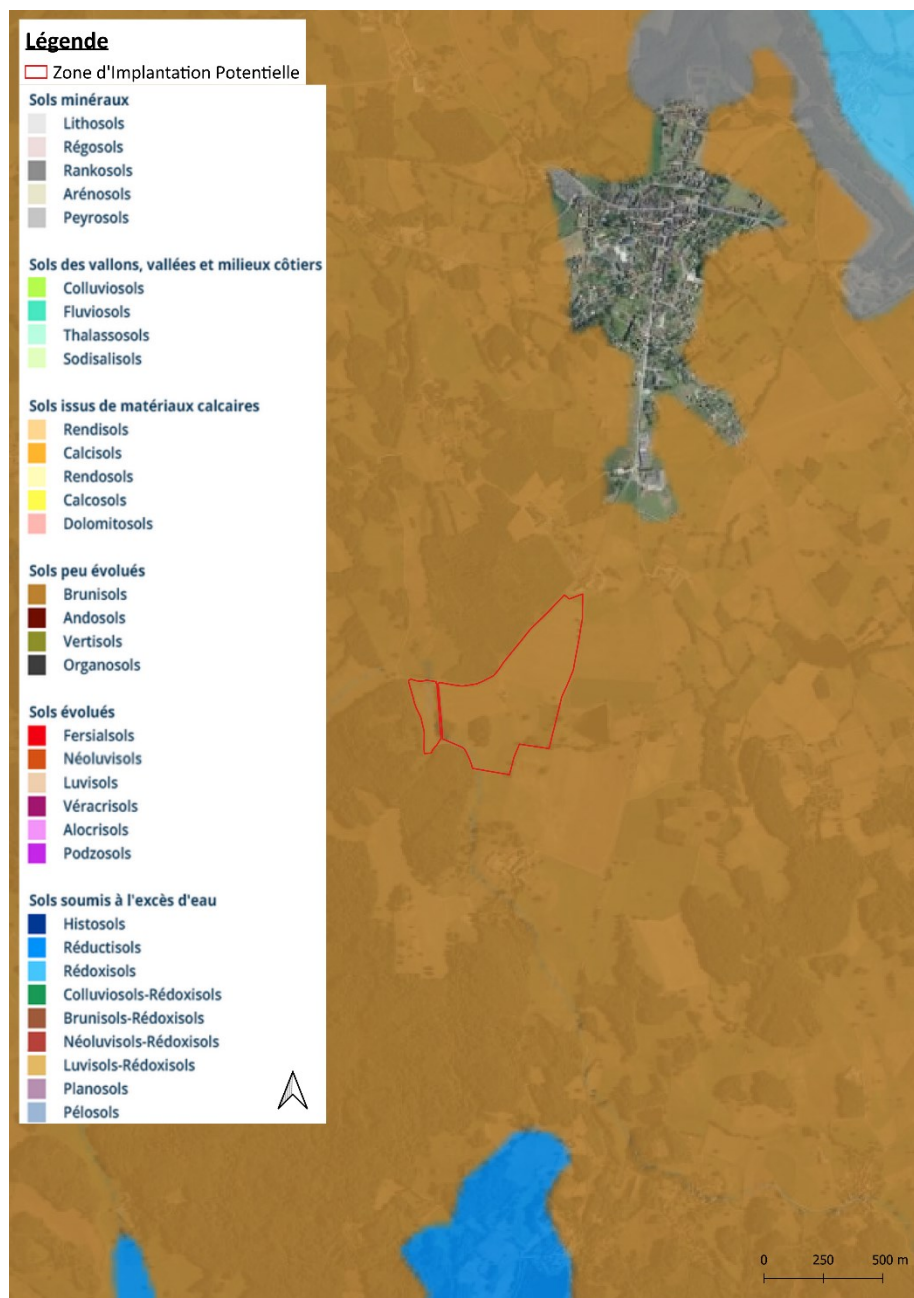 Légende
Zone d'Implantation Potentielle
Sols minéraux
Lithosols
Régosols
Rankosols
Arénosols
Peyrosols
Sols des vallons, vallées et milieux côtiers
Colluviosols
Fluviosols
Thalassosols
Sodisalisols
Sols issus de matériaux calcaires
Rendisols
Calcisols
Rendosols
Calcosols
Dolomitosols
Sols peu évolués
Brunisols
Andosols
Vertisols
Organosols
Sols évolués
Fersialsols
Néoluvisols
Luvisols
Véracrisols
Alocrisols
Podzosols
Sols soumis à l'excès d'eau
Histosols
Réductisols
Rédoxisols
Colluviosols-Rédoxisols
Brunisols-Rédoxisols
Néoluvisols-Rédoxisols
Luvisols-Rédoxisols
Planosols
Pélosols
0 250 500 m